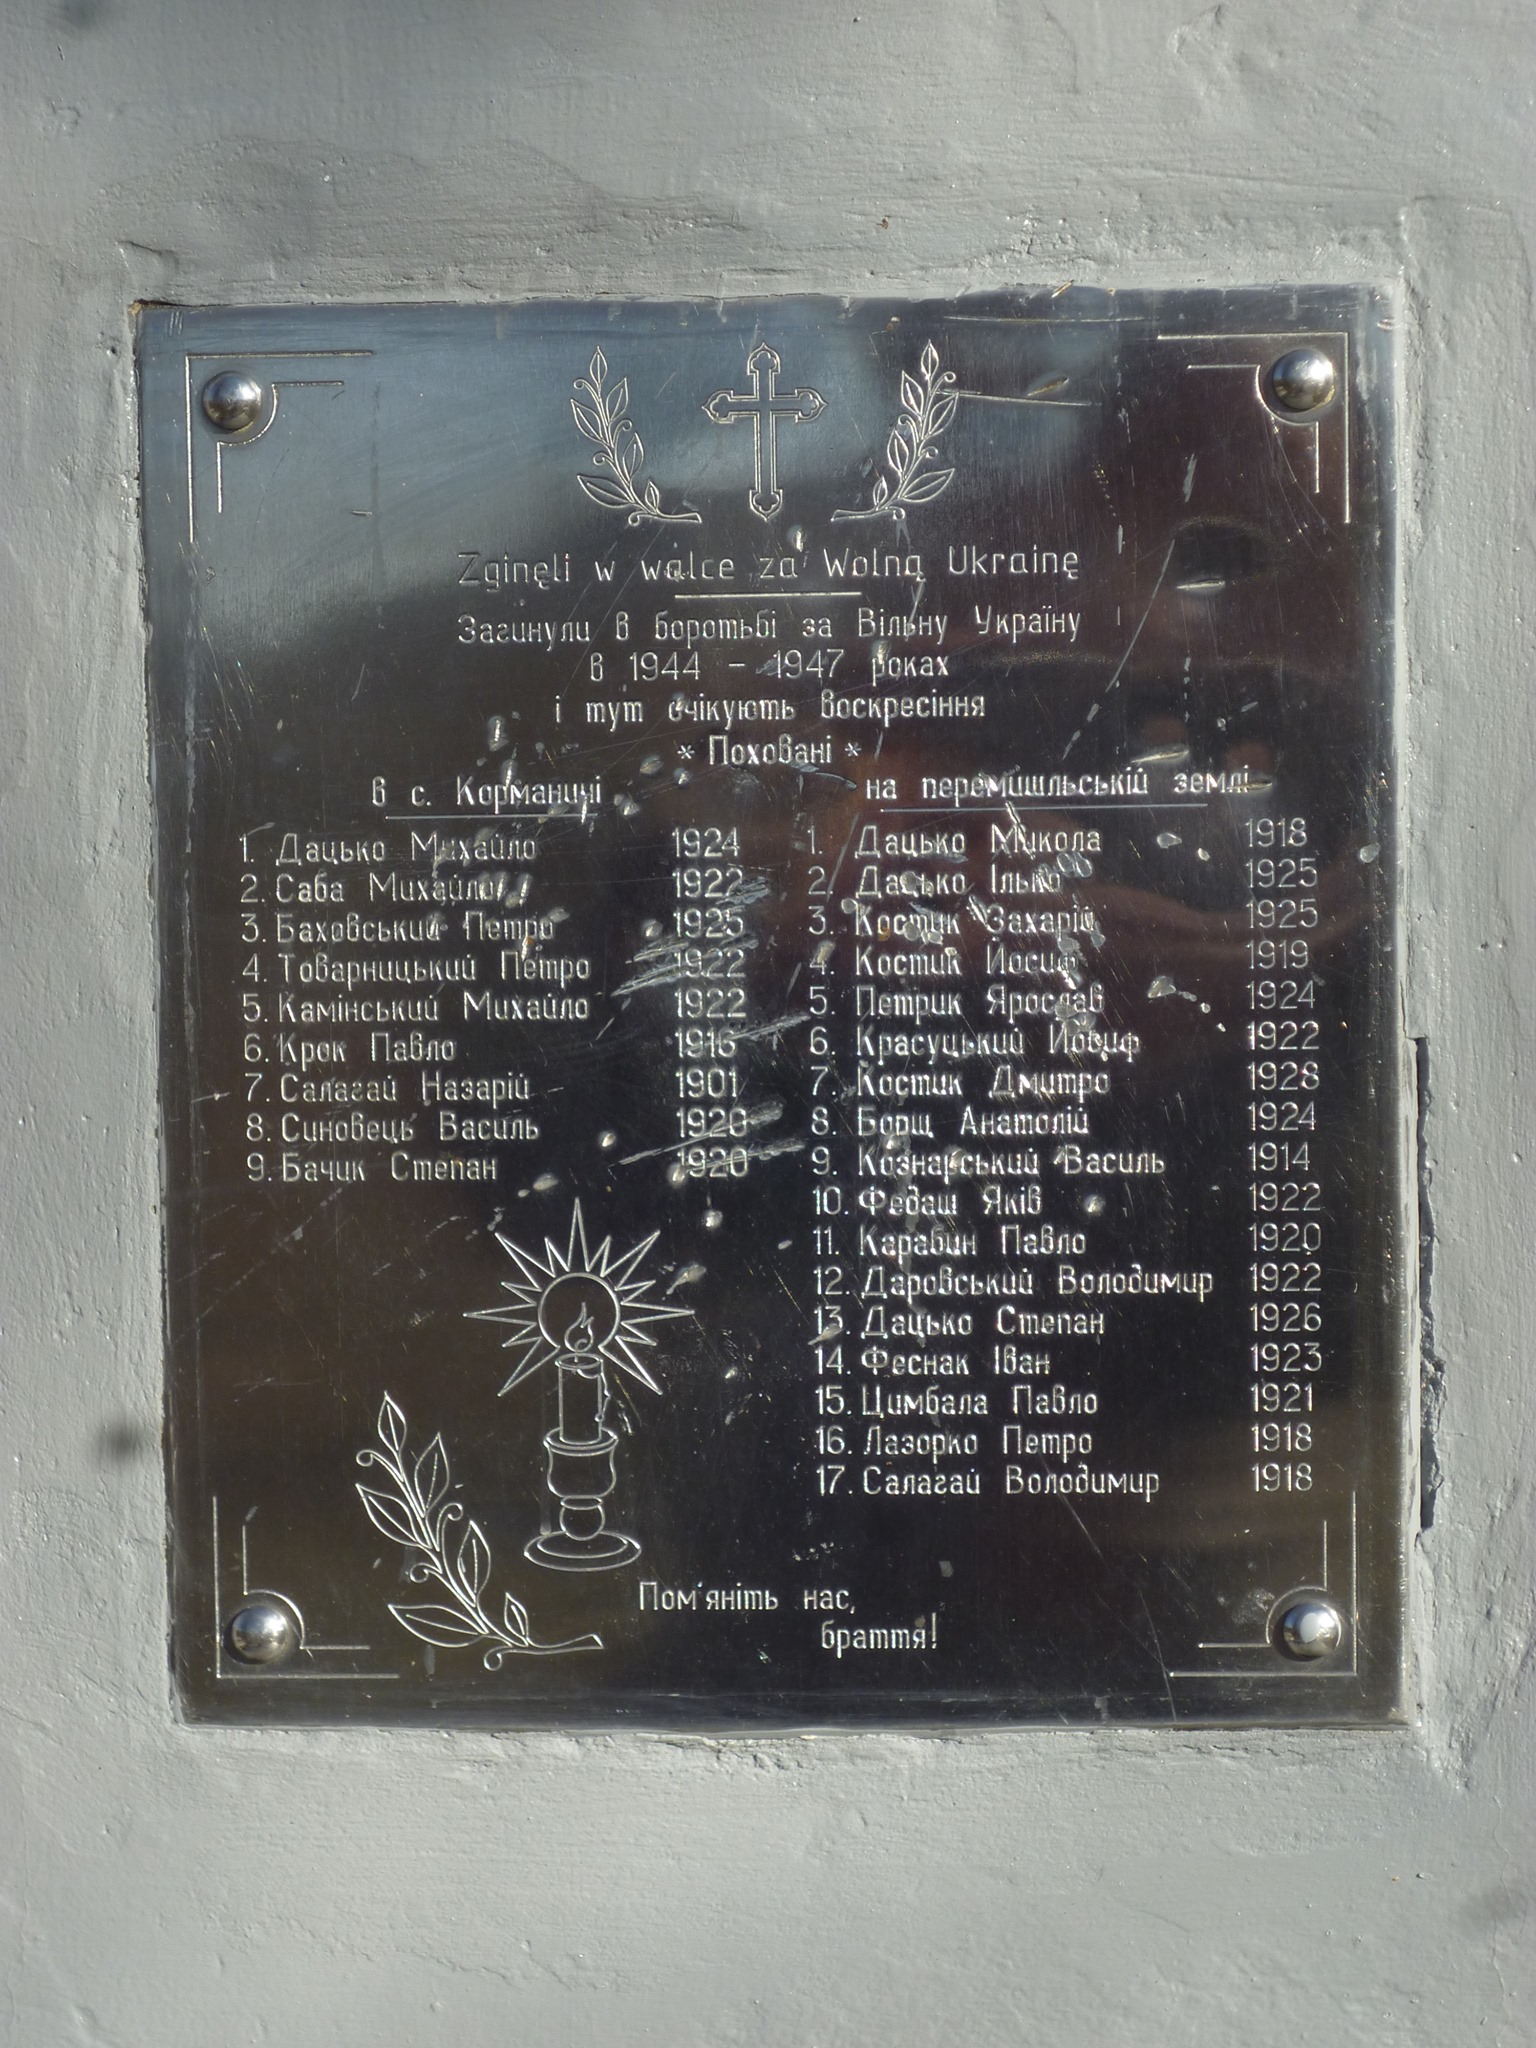 Zginęli w walce za Wolną Ukrainę
Загинули в боротьбі за Вільну Україну
в 1944 - 1947 роках
і тут очікують воскресіння
* Поховані *
в с. Корманичі
1. Дацько Михайло 1924
2. Саба Михайло 1922
3. Баховський Петро 1925
4. Товарницький Петро 1922
5. Камінський Михайло 1922
6. Крок Павло 1916
7. Салагай Назарій 1901
8. Синовець Василь 1920
9. Бачик Степан 1920
на перемишльській землі
1. Дацько Микола 1918
2. Дацько Ілько 1925
3. Костик Захарій 1925
4. Костик Йосиф 1919
5. Петрик Ярослав 1924
6. Красуцький Йосиф 1922
7. Костик Дмитро 1928
8. Борщ Анатолій 1924
9. Кознарський Василь 1914
10. Федаш Яків 1922
11. Карабин Павло 1920
12. Даровський Володимир 1922
13. Дацько Степан 1926
14. Феснак Іван 1923
15. Цимбала Павло 1921
16. Лазорко Петро 1918
17. Салагай Володимир 1918
Пом'яніть нас,
браття!